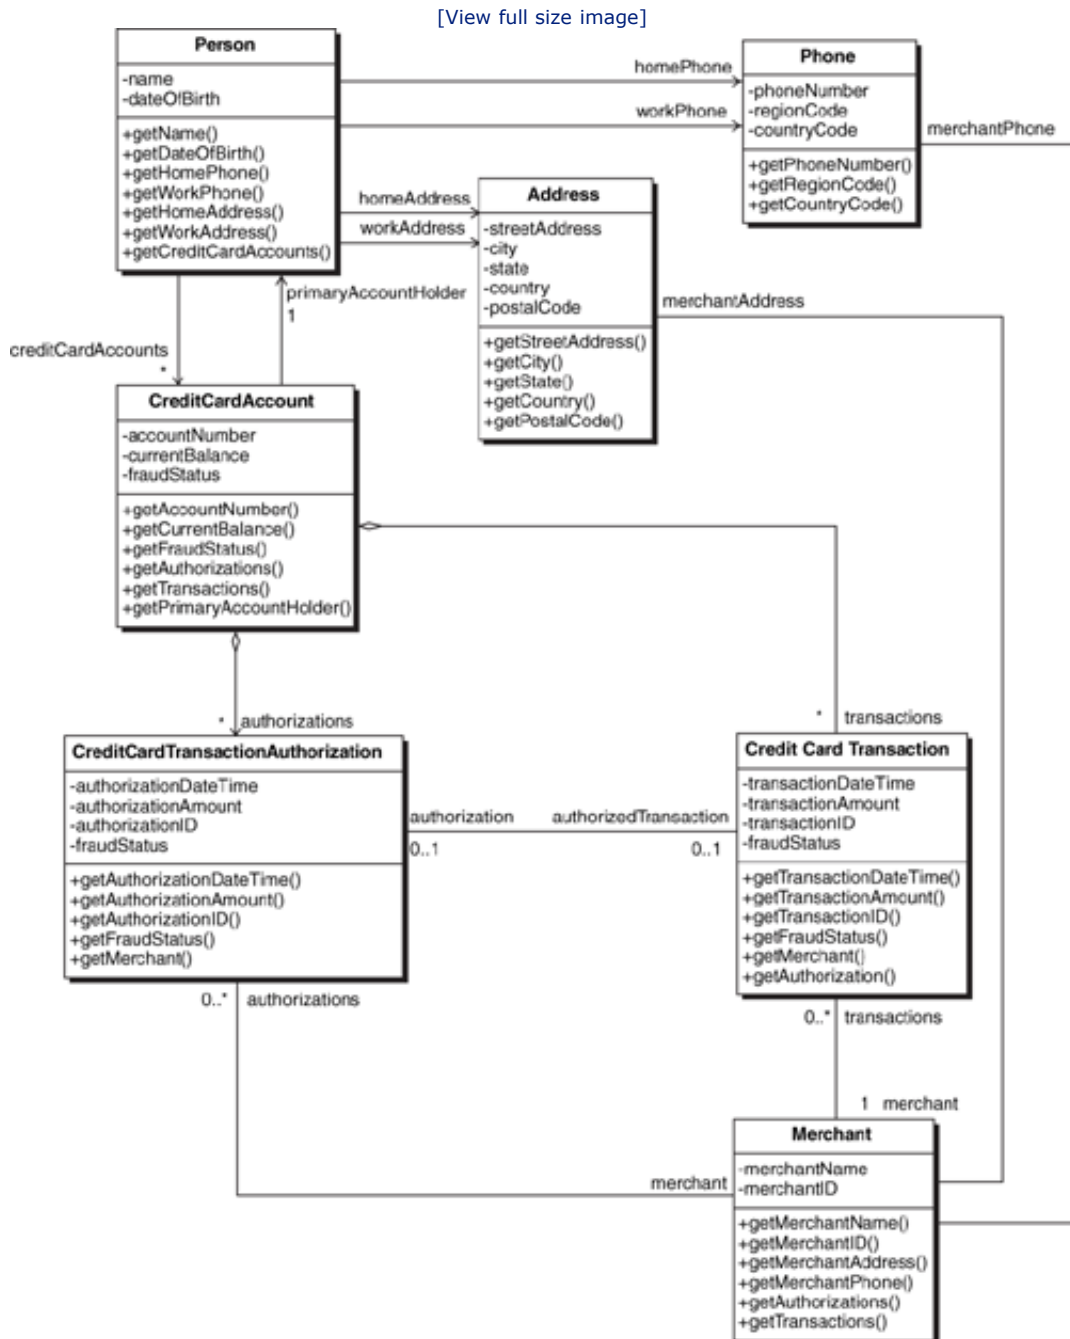 [View full size image]
Person
-name
-dateOfBirth
+getName()
+getDateOfBirth()
+getHomePhone()
+getWorkPhone()
+getHomeAddress()
+getWorkAddress()
+getCreditCardAccounts()
homePhone
workPhone
Phone
-phoneNumber
-regionCode
-countryCode
+getPhoneNumber()
+getRegionCode()
+getCountryCode()
merchantPhone
homeAddress
workAddress
Address
-streetAddress
-city
-state
-country
-postalCode
+getStreetAddress()
+getCity()
+getState()
+getCountry()
+getPostalCode()
merchantAddress
primaryAccountHolder
1
creditCardAccounts
*
CreditCardAccount
-accountNumber
-currentBalance
-fraudStatus
+getAccountNumber()
+getCurrentBalance()
+getFraudStatus()
+getAuthorizations()
+getTransactions()
+getPrimaryAccountHolder()
* authorizations
* transactions
CreditCardTransactionAuthorization
-authorizationDateTime
-authorizationAmount
-authorizationID
-fraudStatus
+getAuthorizationDateTime()
+getAuthorizationAmount()
+getAuthorizationID()
+getFraudStatus()
+getMerchant()
authorization
0..1
authorizedTransaction
0..1
Credit Card Transaction
-transactionDateTime
-transactionAmount
-transactionID
-fraudStatus
+getTransactionDateTime()
+getTransactionAmount()
+getTransactionID()
+getFraudStatus()
+getMerchant()
+getAuthorization()
0..* authorizations
0..* transactions
1 merchant
merchant
Merchant
-merchantName
-merchantID
+getMerchantName()
+getMerchantID()
+getMerchantAddress()
+getMerchantPhone()
+getAuthorizations()
+getTransactions()